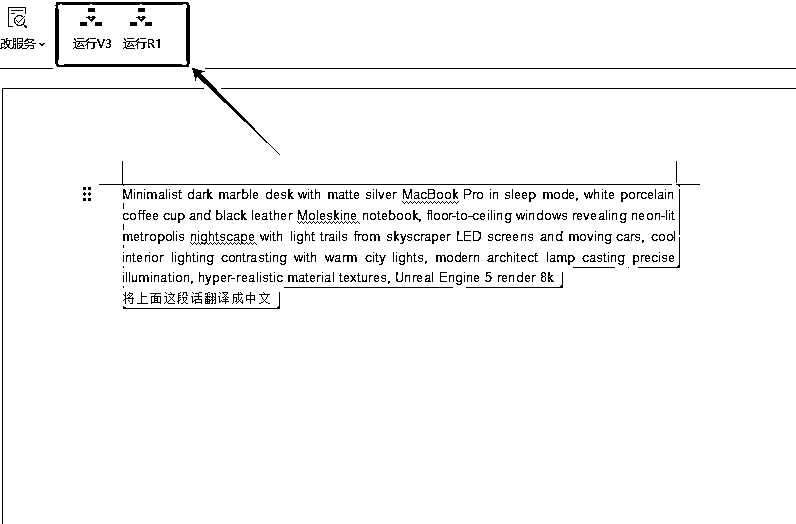 改服务
运行V3 运行R1
Minimalist dark marble desk with matte silver MacBook Pro in sleep mode, white porcelain
coffee cup and black leather Moleskine notebook, floor-to-ceiling windows revealing neon-lit
metropolis nightscape with light trails from skyscraper LED screens and moving cars, cool
interior lighting contrasting with warm city lights, modern architect lamp casting precise
illumination, hyper-realistic material textures, Unreal Engine 5 render 8k
将上面这段话翻译成中文